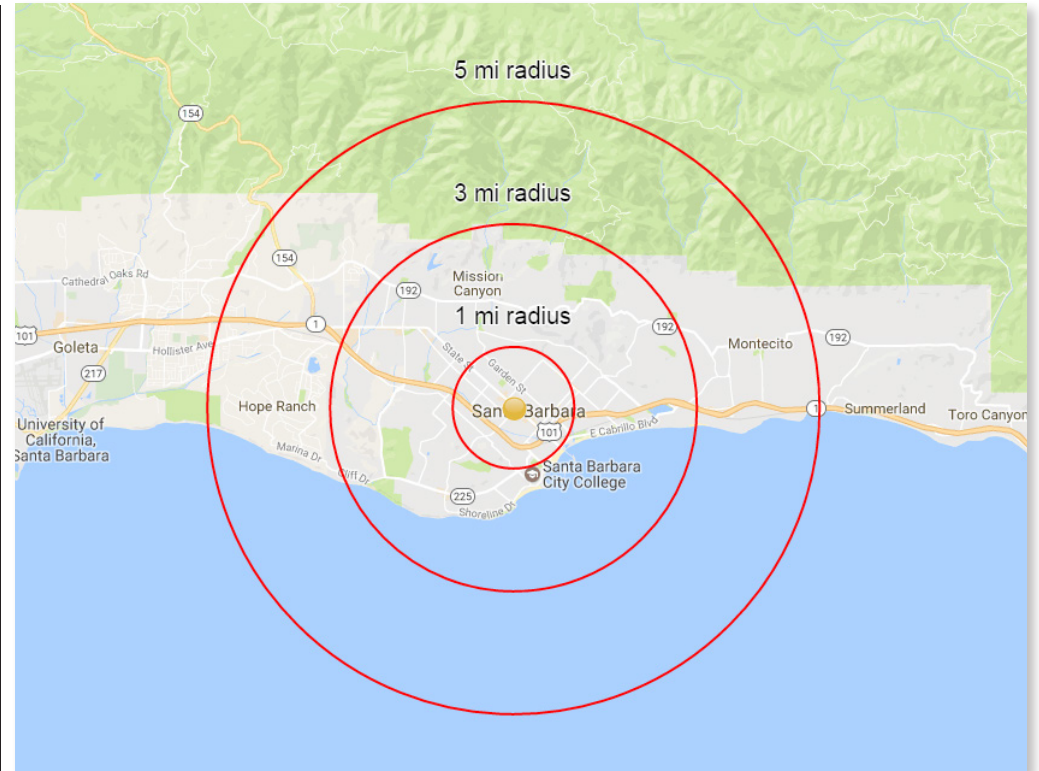 5 mi radius
154
3 mi radius
154
Cathedral Oaks Rd
Mission
Canyon
192
1 mi radius
1
192
192
101
Goleta
Hollister Ave
State St
Garden St
Montecito
217
Hope Ranch
Santa Barbara
1
Summerland
Toro Canyon
University of
California,
Santa Barbara
101
E Cabrillo Blvd
Marina Dr
Cliff Dr
Santa Barbara
City College
225
Shoreline Dr